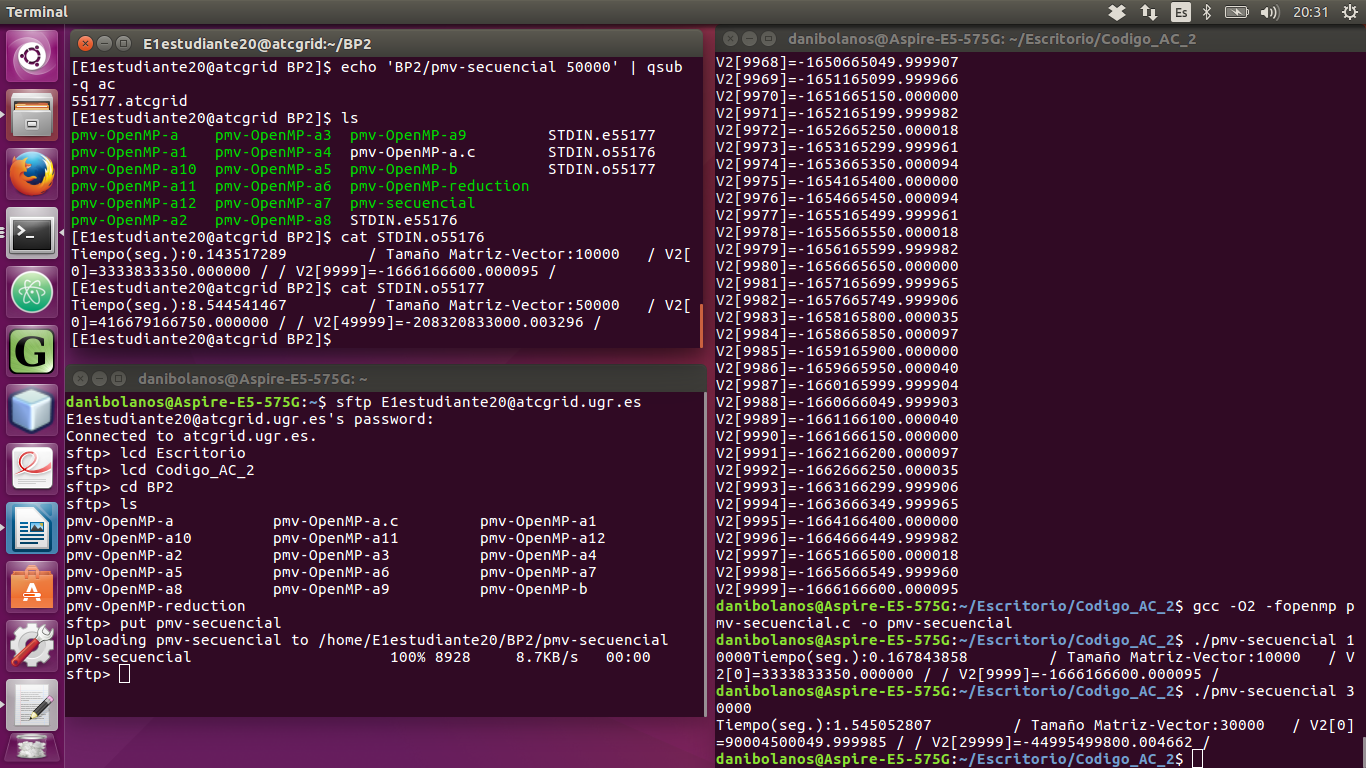 Terminal
Es
20:31
E1estudiante20@atcgrid:~/BP2
[E1estudiante20@atcgrid BP2]$ echo 'BP2/pmv-secuencial 50000' | qsub
-q ac
55177.atcgrid
[E1estudiante20@atcgrid BP2]$ ls
pmv-OpenMP-a pmv-OpenMP-a3 pmv-OpenMP-a9 STDIN.e55177
pmv-OpenMP-a1 pmv-OpenMP-a4 pmv-OpenMP-a.c STDIN.o55176
pmv-OpenMP-a10 pmv-OpenMP-a5 pmv-OpenMP-b STDIN.o55177
pmv-OpenMP-a11 pmv-OpenMP-a6 pmv-OpenMP-reduction
pmv-OpenMP-a12 pmv-OpenMP-a7 pmv-secuencial
pmv-OpenMP-a2 pmv-OpenMP-a8 STDIN.e55176
[E1estudiante20@atcgrid BP2]$ cat STDIN.o55176
Tiempo(seg.):0.143517289 / Tamaño Matriz-Vector:10000 / V2[
0]=3333833350.000000 / / V2[9999]=-1666166600.000095 /
[E1estudiante20@atcgrid BP2]$ cat STDIN.o55177
Tiempo(seg.):8.544541467 / Tamaño Matriz-Vector:50000 / V2[
0]=416679166750.000000 / / V2[49999]=-208320833000.003296 /
[E1estudiante20@atcgrid BP2]$
danibolanos@Aspire-E5-575G: ~
danibolanos@Aspire-E5-575G:~$ sftp E1estudiante20@atcgrid.ugr.es
E1estudiante20@atcgrid.ugr.es's password:
Connected to atcgrid.ugr.es.
sftp> lcd Escritorio
sftp> lcd Codigo_AC_2
sftp> cd BP2
sftp> ls
pmv-OpenMP-a pmv-OpenMP-a.c pmv-OpenMP-a1
pmv-OpenMP-a10 pmv-OpenMP-a11 pmv-OpenMP-a12
pmv-OpenMP-a2 pmv-OpenMP-a3 pmv-OpenMP-a4
pmv-OpenMP-a5 pmv-OpenMP-a6 pmv-OpenMP-a7
pmv-OpenMP-a8 pmv-OpenMP-a9 pmv-OpenMP-b
pmv-OpenMP-reduction
sftp> put pmv-secuencial
Uploading pmv-secuencial to /home/E1estudiante20/BP2/pmv-secuencial
pmv-secuencial 100% 8928 8.7KB/s 00:00
sftp>
danibolanos@Aspire-E5-575G: ~/Escritorio/Codigo_AC_2
V2[9968]=-1650665049.999907
V2[9969]=-1651165099.999966
V2[9970]=-1651665150.000000
V2[9971]=-1652165199.999982
V2[9972]=-1652665250.000018
V2[9973]=-1653165299.999961
V2[9974]=-1653665350.000094
V2[9975]=-1654165400.000000
V2[9976]=-1654665450.000094
V2[9977]=-1655165499.999961
V2[9978]=-1655665550.000018
V2[9979]=-1656165599.999982
V2[9980]=-1656665650.000000
V2[9981]=-1657165699.999965
V2[9982]=-1657665749.999906
V2[9983]=-1658165800.000035
V2[9984]=-1658665850.000097
V2[9985]=-1659165900.000000
V2[9986]=-1659665950.000040
V2[9987]=-1660165999.999904
V2[9988]=-1660666049.999903
V2[9989]=-1661166100.000040
V2[9990]=-1661666150.000000
V2[9991]=-1662166200.000097
V2[9992]=-1662666250.000035
V2[9993]=-1663166299.999906
V2[9994]=-1663666349.999965
V2[9995]=-1664166400.000000
V2[9996]=-1664666449.999982
V2[9997]=-1665166500.000018
V2[9998]=-1665666549.999960
V2[9999]=-1666166600.000095
danibolanos@Aspire-E5-575G:~/Escritorio/Codigo_AC_2$ gcc -O2 -fopenmp p
mv-secuencial.c -o pmv-secuencial
danibolanos@Aspire-E5-575G:~/Escritorio/Codigo_AC_2$ ./pmv-secuencial 1
0000Tiempo(seg.):0.167843858 / Tamaño Matriz-Vector:10000 / V
2[0]=3333833350.000000 / / V2[9999]=-1666166600.000095 /
danibolanos@Aspire-E5-575G:~/Escritorio/Codigo_AC_2$ ./pmv-secuencial 3
0000
Tiempo(seg.):1.545052807 / Tamaño Matriz-Vector:30000 / V2[0]
=90004500049.999985 / / V2[29999]=-44995499800.004662 /
danibolanos@Aspire-E5-575G:~/Escritorio/Codigo_AC_2$